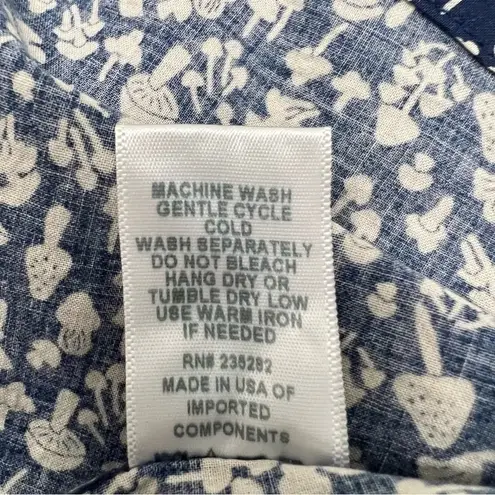 MACHINE WASH
GENTLE CYCLE
COLD
WASH SEPARATELY
DO NOT BLEACH
HANG DRY OR
TUMBLE DRY LOW
USE WARM IRON
IF NEEDED
RN# 236282
MADE IN USA OF
IMPORTED
COMPONENTS